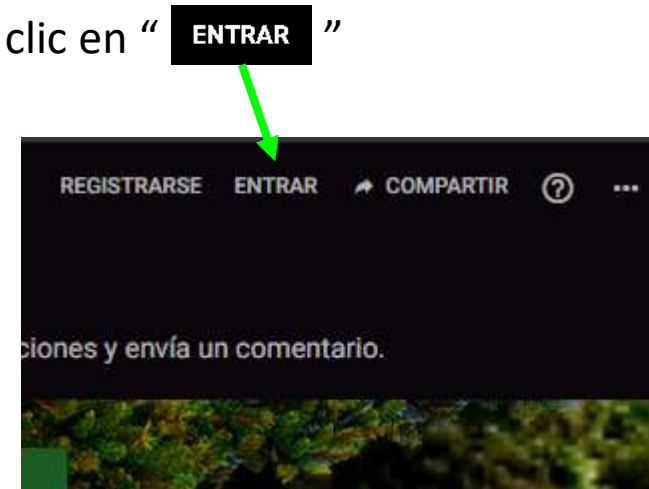 clic en “ ENTRAR ”
REGISTRARSE ENTRAR COMPARTIR ? ...
ciones y envía un comentario.